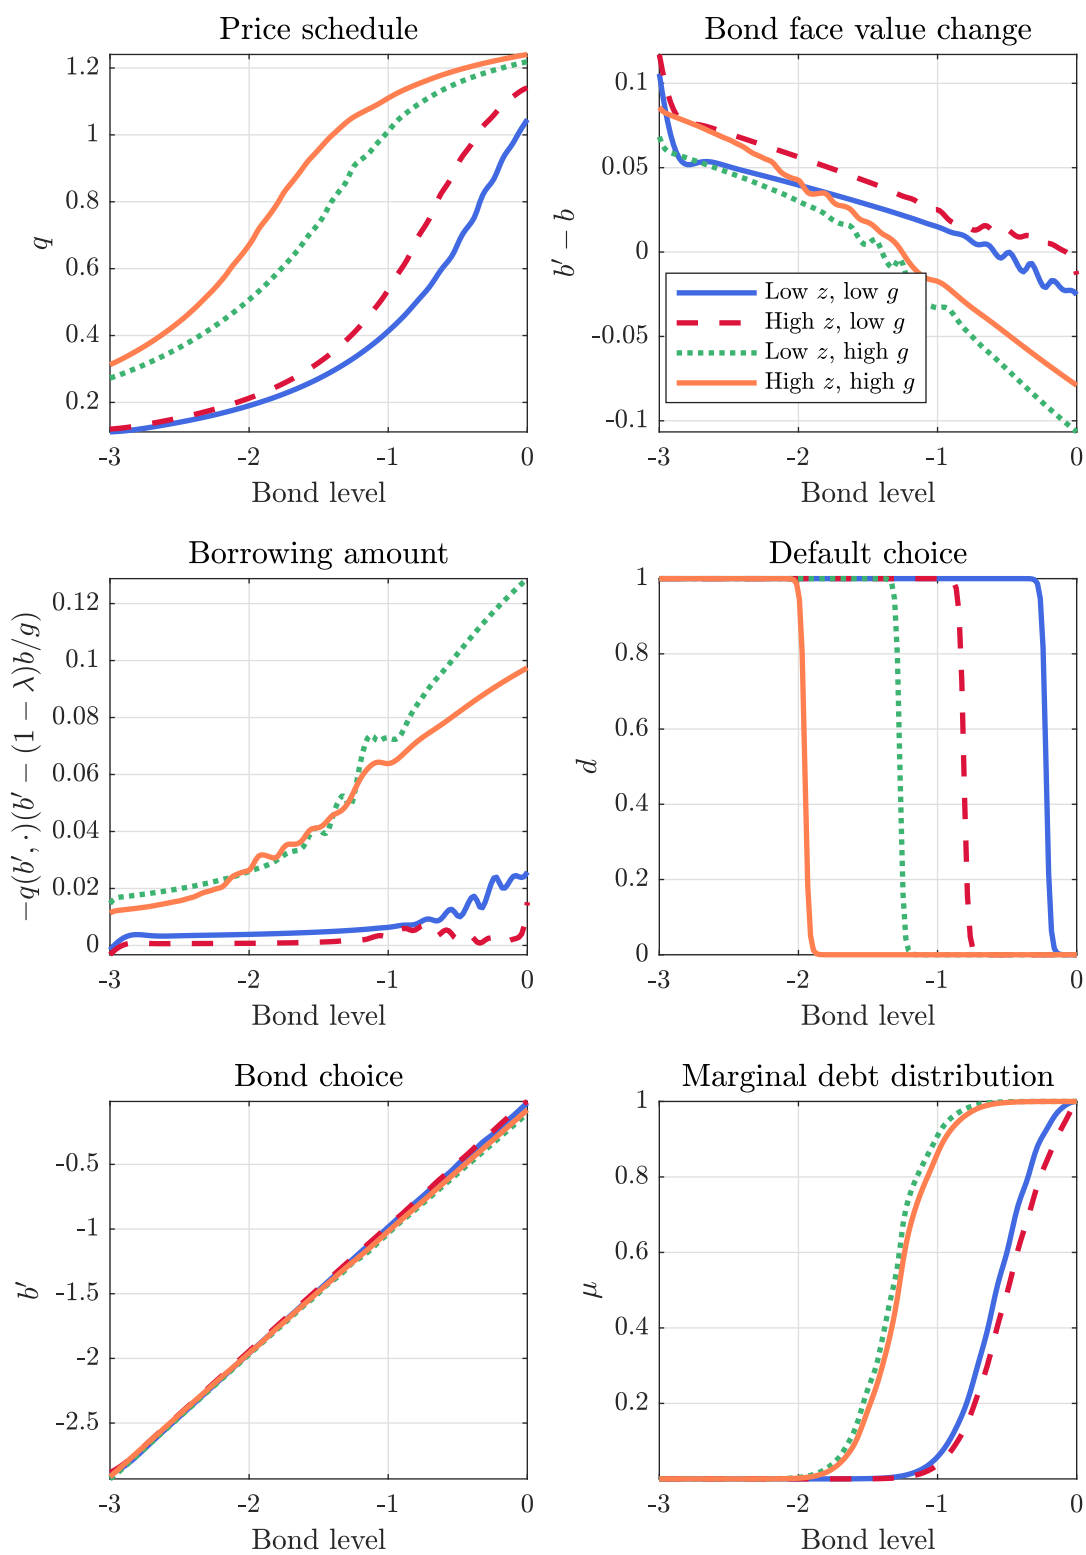 Price schedule
1.2
1
0.8
0.6
0.4
0.2
q
-3 -2 -1 0
Bond level
Bond face value change
0.1
0.05
0
-0.05
-0.1
b′ − b
Low z, low g
High z, low g
Low z, high g
High z, high g
-3 -2 -1 0
Bond level
Borrowing amount
0.12
0.1
0.08
0.06
0.04
0.02
0
−q(b′, ·)(b′ − (1 − λ)b/g)
-3 -2 -1 0
Bond level
Default choice
1
0.8
0.6
0.4
0.2
0
d
-3 -2 -1 0
Bond level
Bond choice
-0.5
-1
-1.5
-2
-2.5
b′
-3 -2 -1 0
Bond level
Marginal debt distribution
1
0.8
0.6
0.4
0.2
μ
-3 -2 -1 0
Bond level